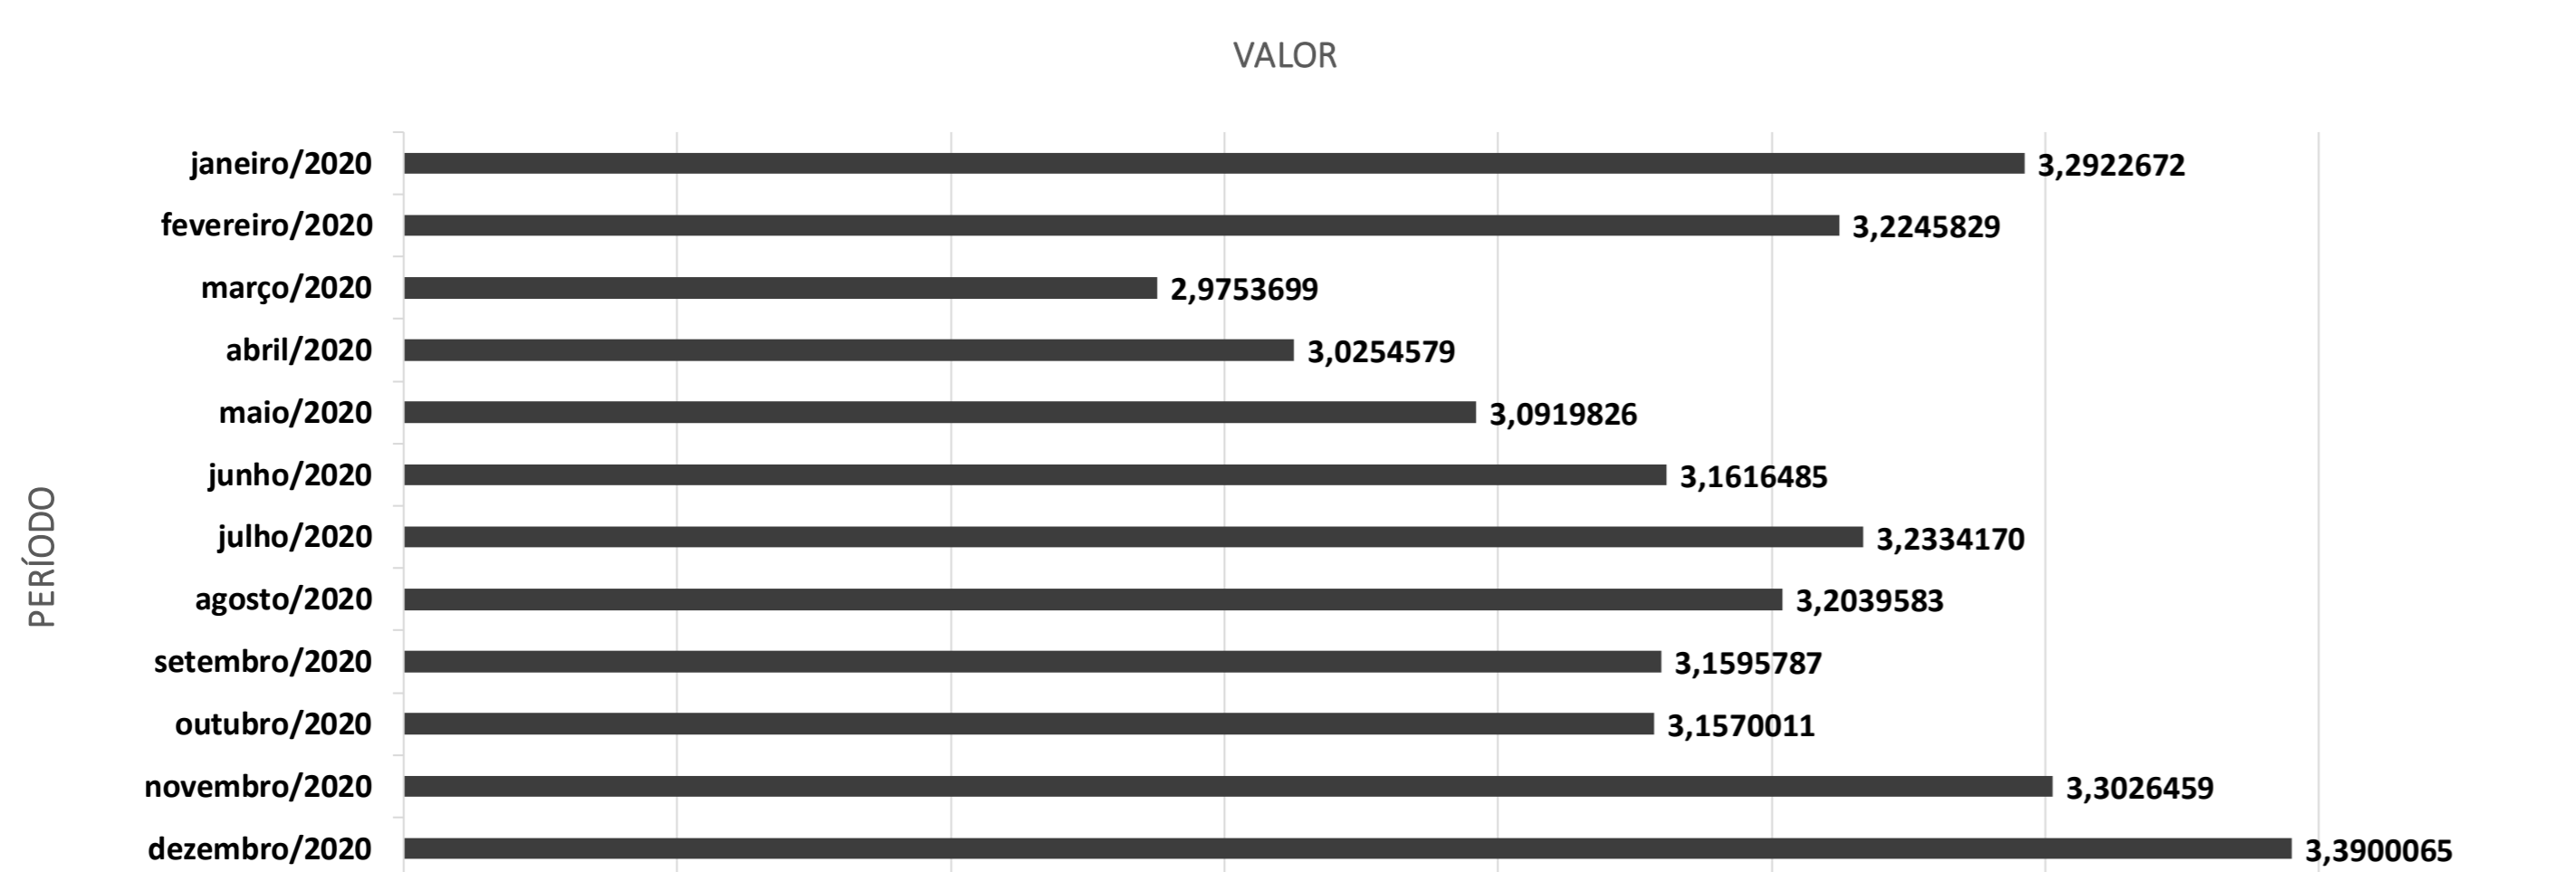 VALOR
janeiro/2020 3,2922672
fevereiro/2020 3,2245829
março/2020 2,9753699
abril/2020 3,0254579
maio/2020 3,0919826
junho/2020 3,1616485
julho/2020 3,2334170
agosto/2020 3,2039583
setembro/2020 3,1595787
outubro/2020 3,1570011
novembro/2020 3,3026459
dezembro/2020 3,3900065
PERÍODO